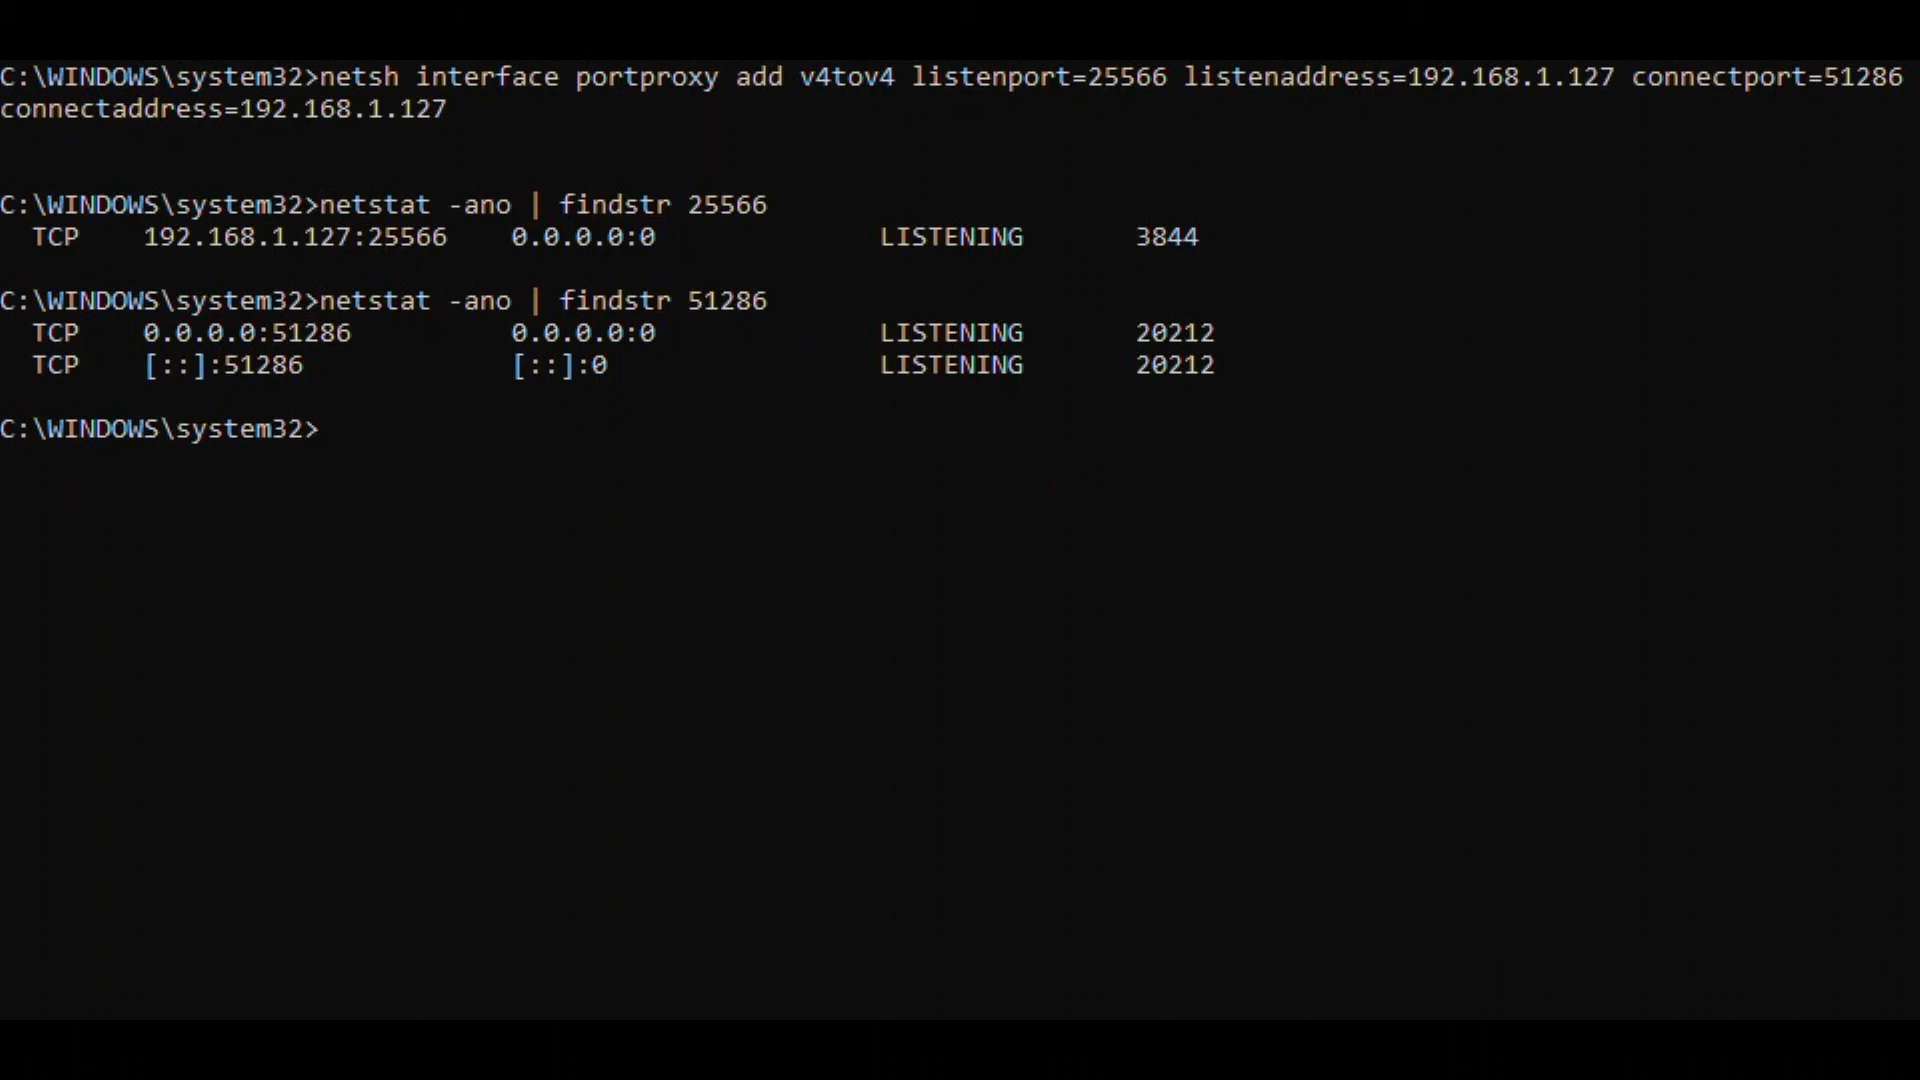 C:\WINDOWS\system32>netsh interface portproxy add v4tov4 listenport=25566 listenaddress=192.168.1.127 connectport=51286
connectaddress=192.168.1.127
C:\WINDOWS\system32>netstat -ano | findstr 25566
TCP 192.168.1.127:25566 0.0.0.0:0 LISTENING 3844
C:\WINDOWS\system32>netstat -ano | findstr 51286
TCP 0.0.0.0:51286 0.0.0.0:0 LISTENING 20212
TCP [::]:51286 [::]:0 LISTENING 20212
C:\WINDOWS\system32>